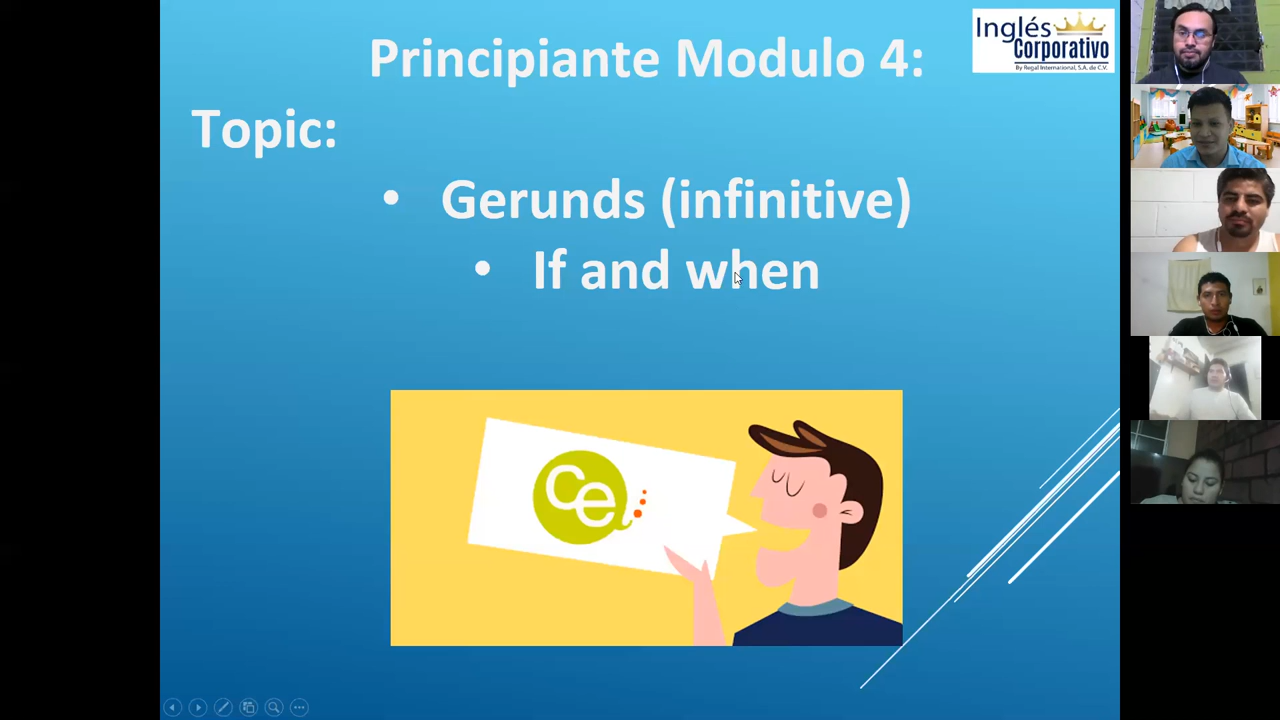 Inglés
Corporativo
By Regal International, S.A. de C.V.
Principiante Modulo 4:
Topic:
• Gerunds (infinitive)
• If and when
Ce